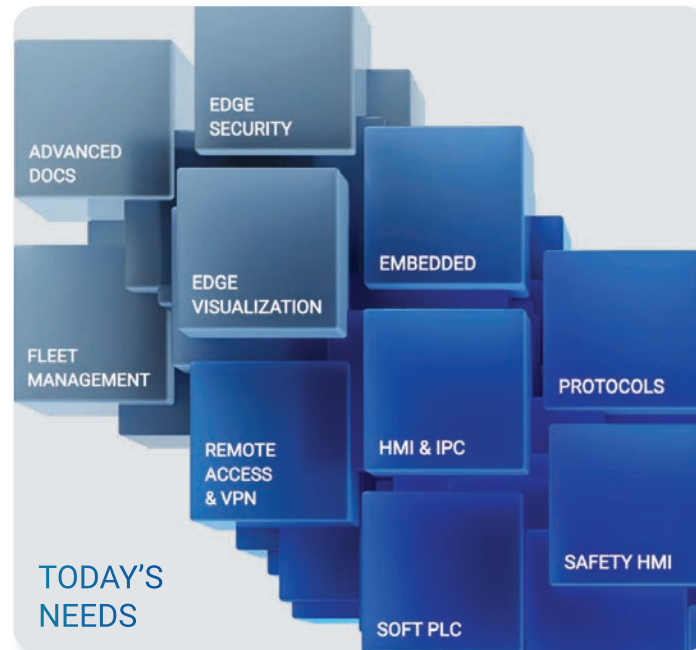 EDGE
SECURITY
ADVANCED
DOCS
EMBEDDED
EDGE
VISUALIZATION
FLEET
MANAGEMENT
PROTOCOLS
REMOTE
ACCESS
& VPN
HMI & IPC
SAFETY HMI
SOFT PLC
TODAY'S
NEEDS